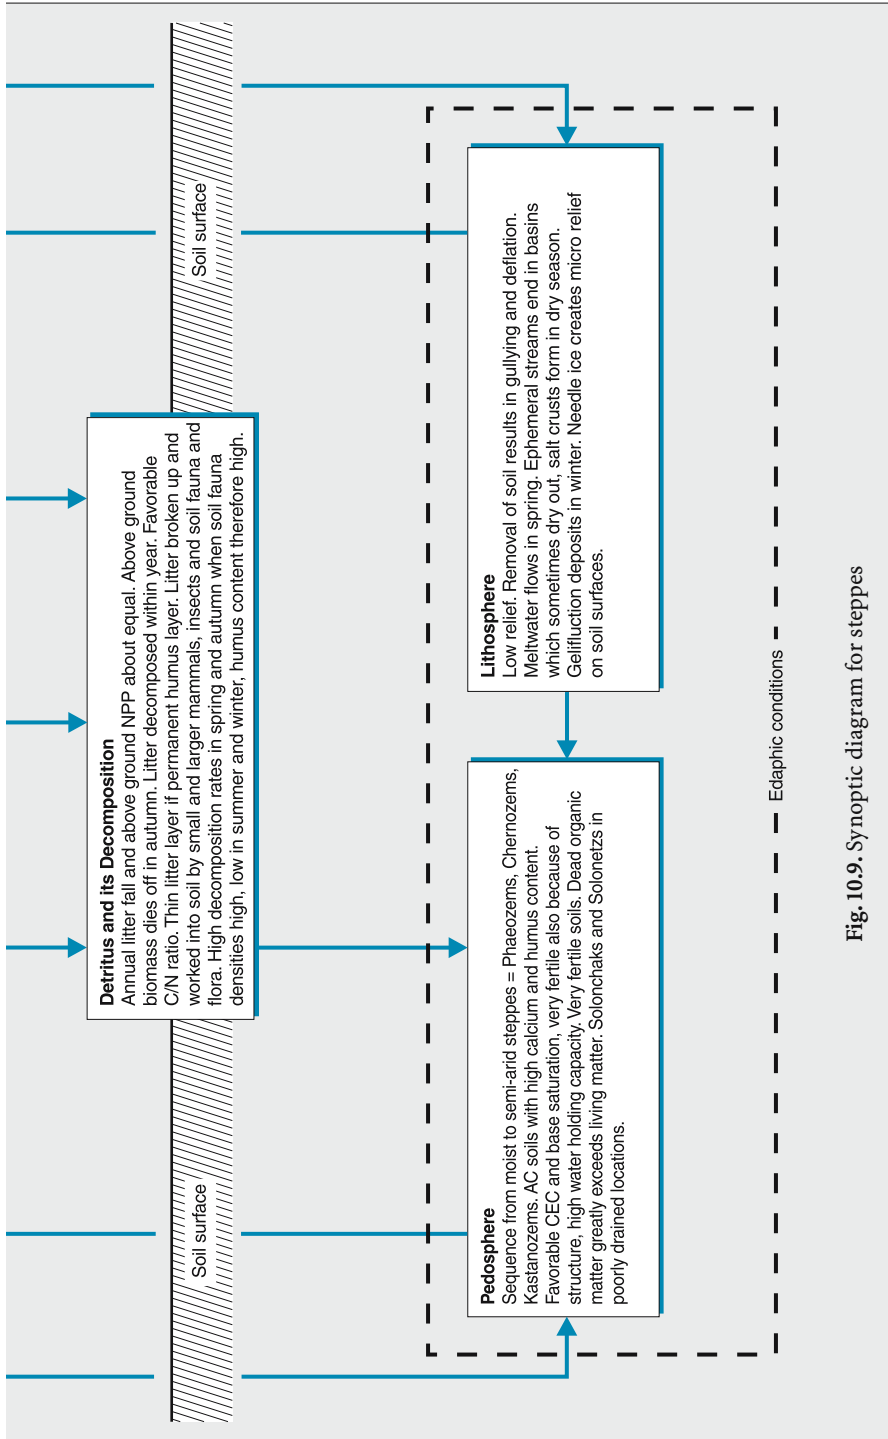 Detritus and its Decomposition
Annual litter fall and above ground NPP about equal. Above ground
biomass dies off in autumn. Litter decomposed within year. Favorable
C/N ratio. Thin litter layer if permanent humus layer. Litter broken up and
worked into soil by small and larger mammals, insects and soil fauna and
flora. High decomposition rates in spring and autumn when soil fauna
densities high, low in summer and winter, humus content therefore high.
Soil surface
Soil surface
Pedosphere
Sequence from moist to semi-arid steppes = Phaeozems, Chernozems,
Kastanozems. AC soils with high calcium and humus content.
Favorable CEC and base saturation, very fertile also because of
structure, high water holding capacity. Very fertile soils. Dead organic
matter greatly exceeds living matter. Solonchaks and Solonetzs in
poorly drained locations.
Lithosphere
Low relief. Removal of soil results in gullying and deflation.
Meltwater flows in spring. Ephemeral streams end in basins
which sometimes dry out, salt crusts form in dry season.
Gelifluction deposits in winter. Needle ice creates micro relief
on soil surfaces.
Edaphic conditions
Fig. 10.9. Synoptic diagram for steppes